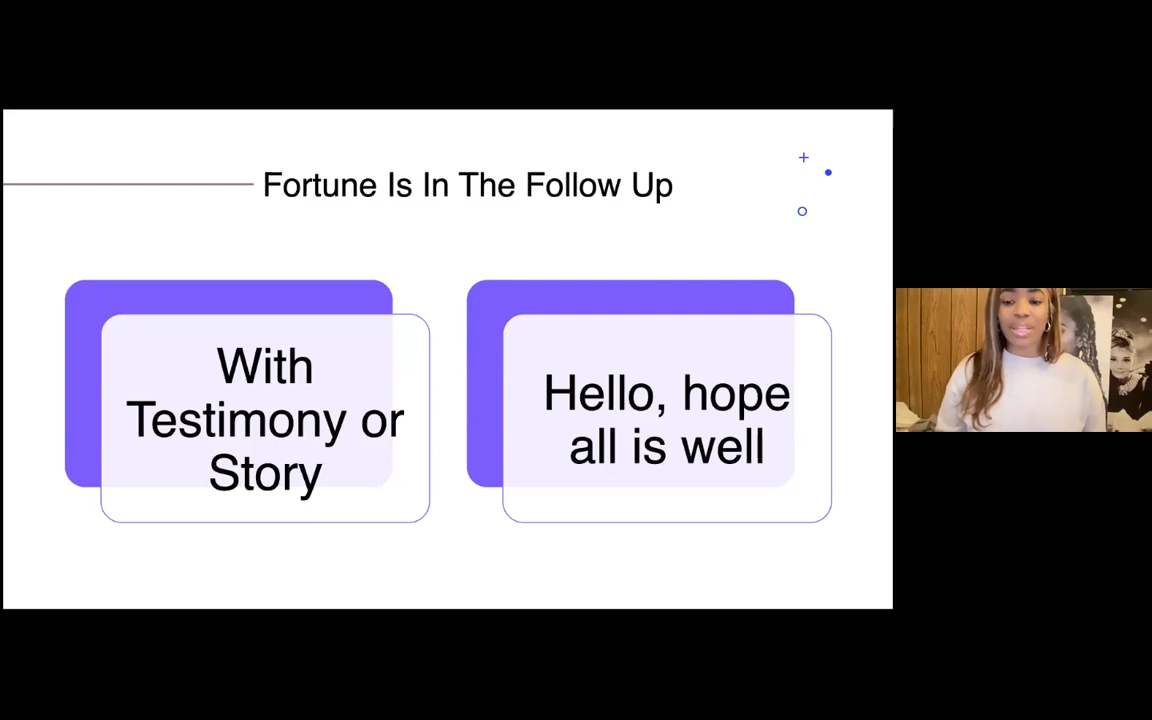 Fortune Is In The Follow Up
With
Testimony or
Story
Hello, hope
all is well